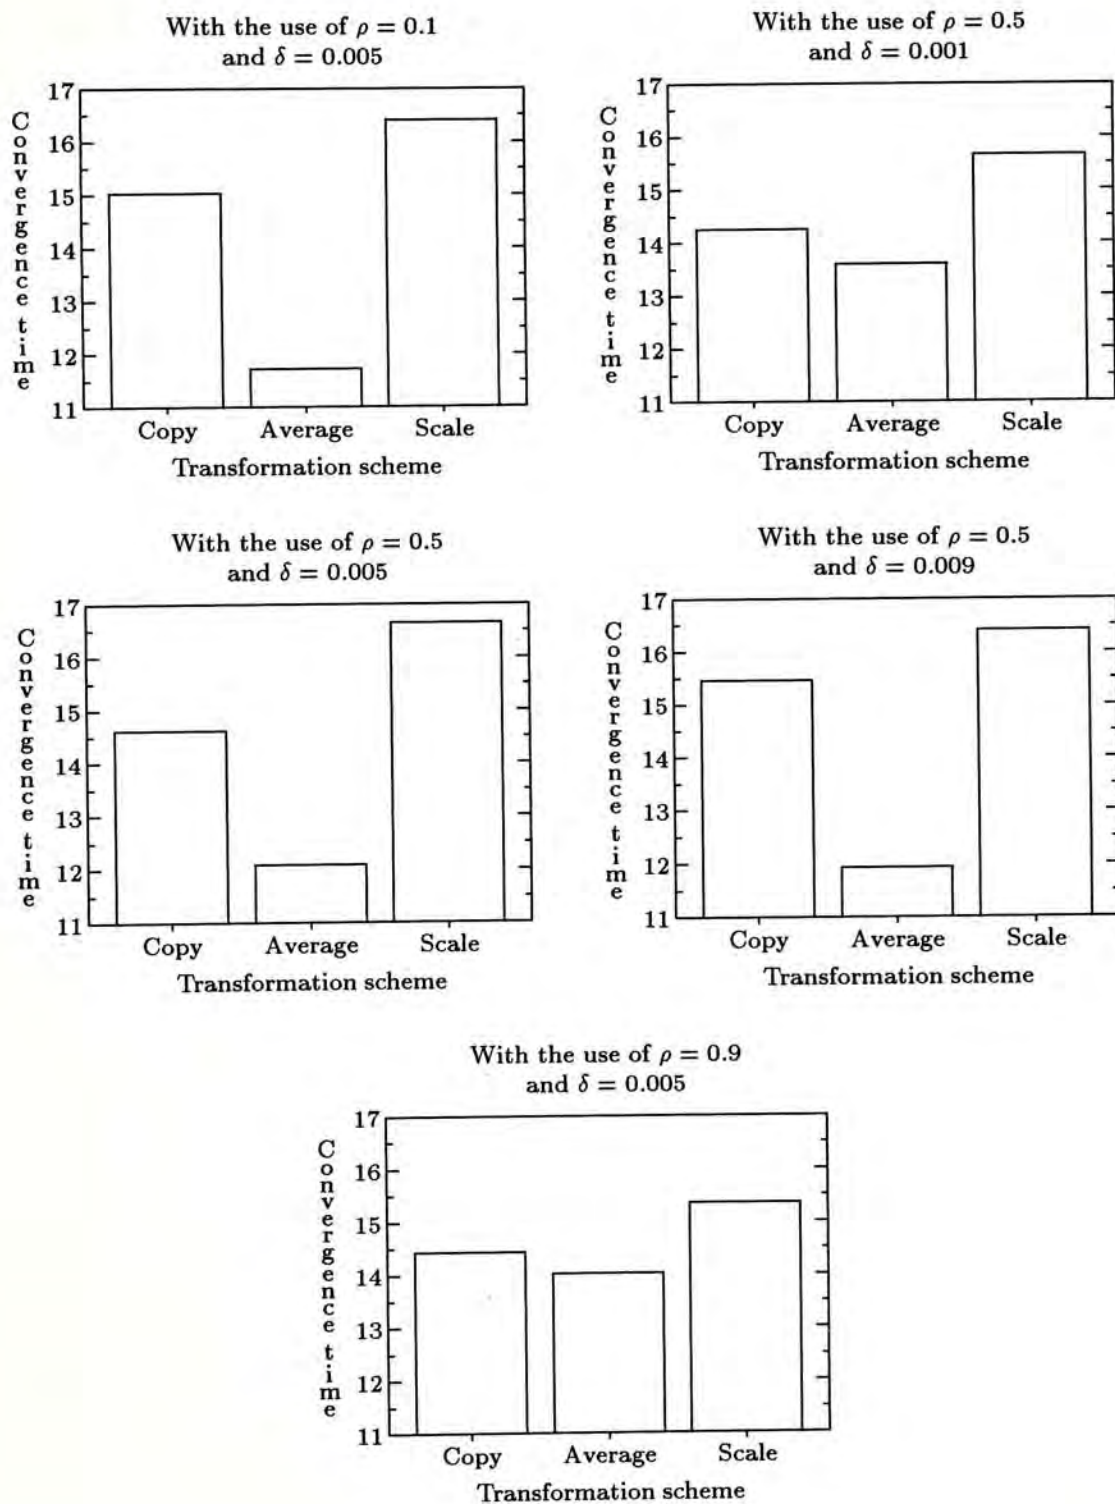 With the use of ρ = 0.1
and δ = 0.005
17
16
15
14
13
12
11
Convergence time
Copy Average Scale
Transformation scheme
With the use of ρ = 0.5
and δ = 0.001
17
16
15
14
13
12
11
Convergence time
Copy Average Scale
Transformation scheme
With the use of ρ = 0.5
and δ = 0.005
17
16
15
14
13
12
11
Convergence time
Copy Average Scale
Transformation scheme
With the use of ρ = 0.5
and δ = 0.009
17
16
15
14
13
12
11
Convergence time
Copy Average Scale
Transformation scheme
With the use of ρ = 0.9
and δ = 0.005
17
16
15
14
13
12
11
Convergence time
Copy Average Scale
Transformation scheme